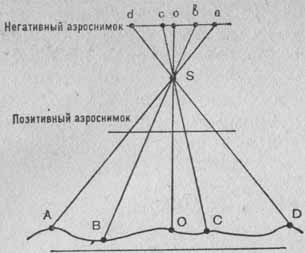 d c o б a
Негативный аэроснимок
S
Позитивный аэроснимок
A B O C D